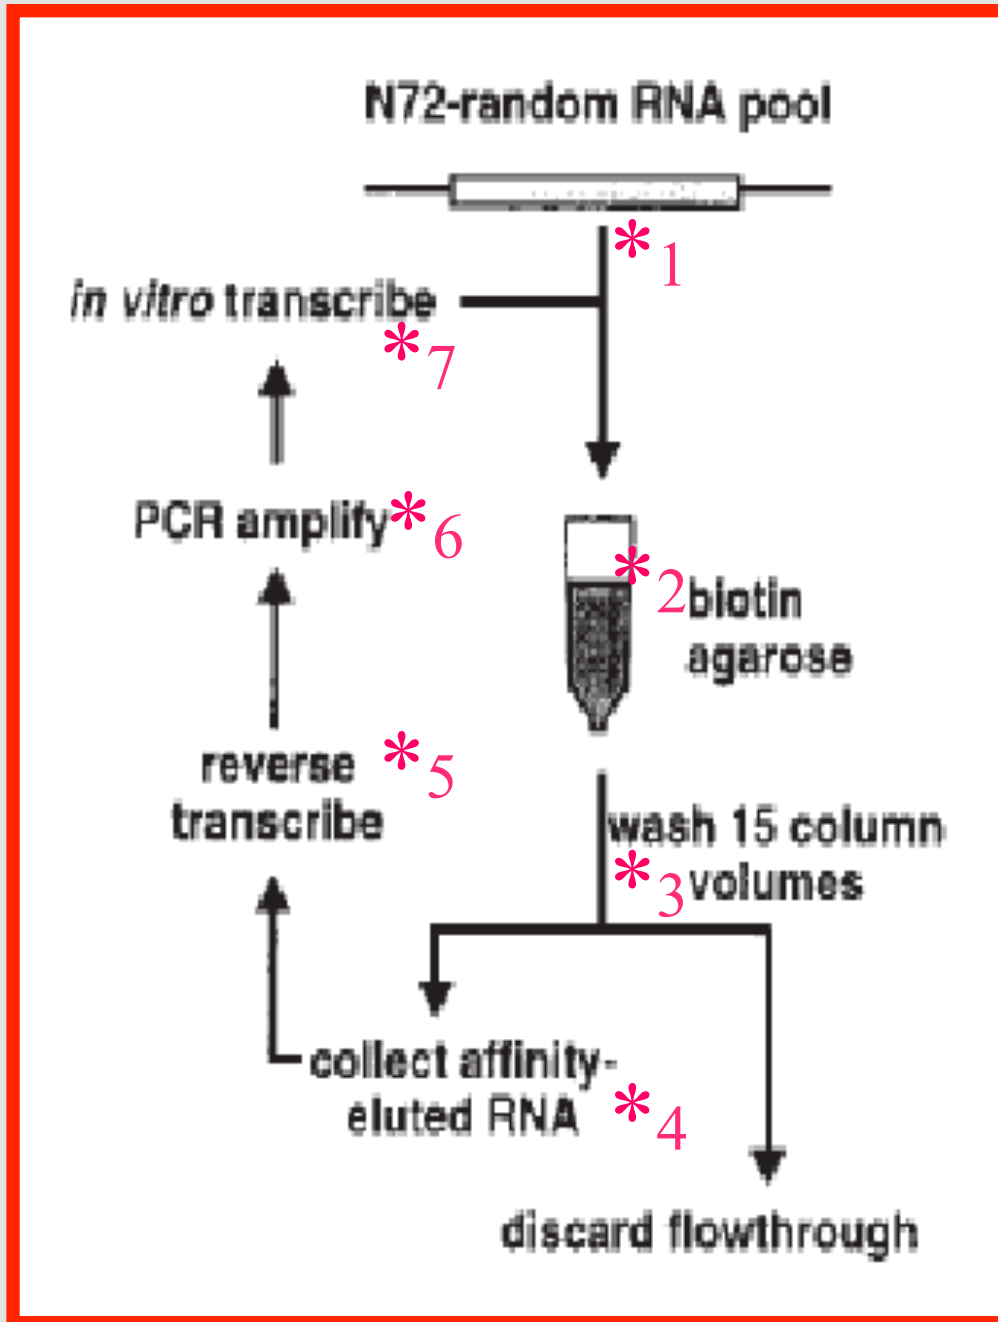 N72-random RNA pool
*1
in vitro transcribe
*7
PCR amplify*6
*2biotin
agarose
reverse *5
transcribe
wash 15 column
*3volumes
collect affinity-
eluted RNA *4
discard flowthrough